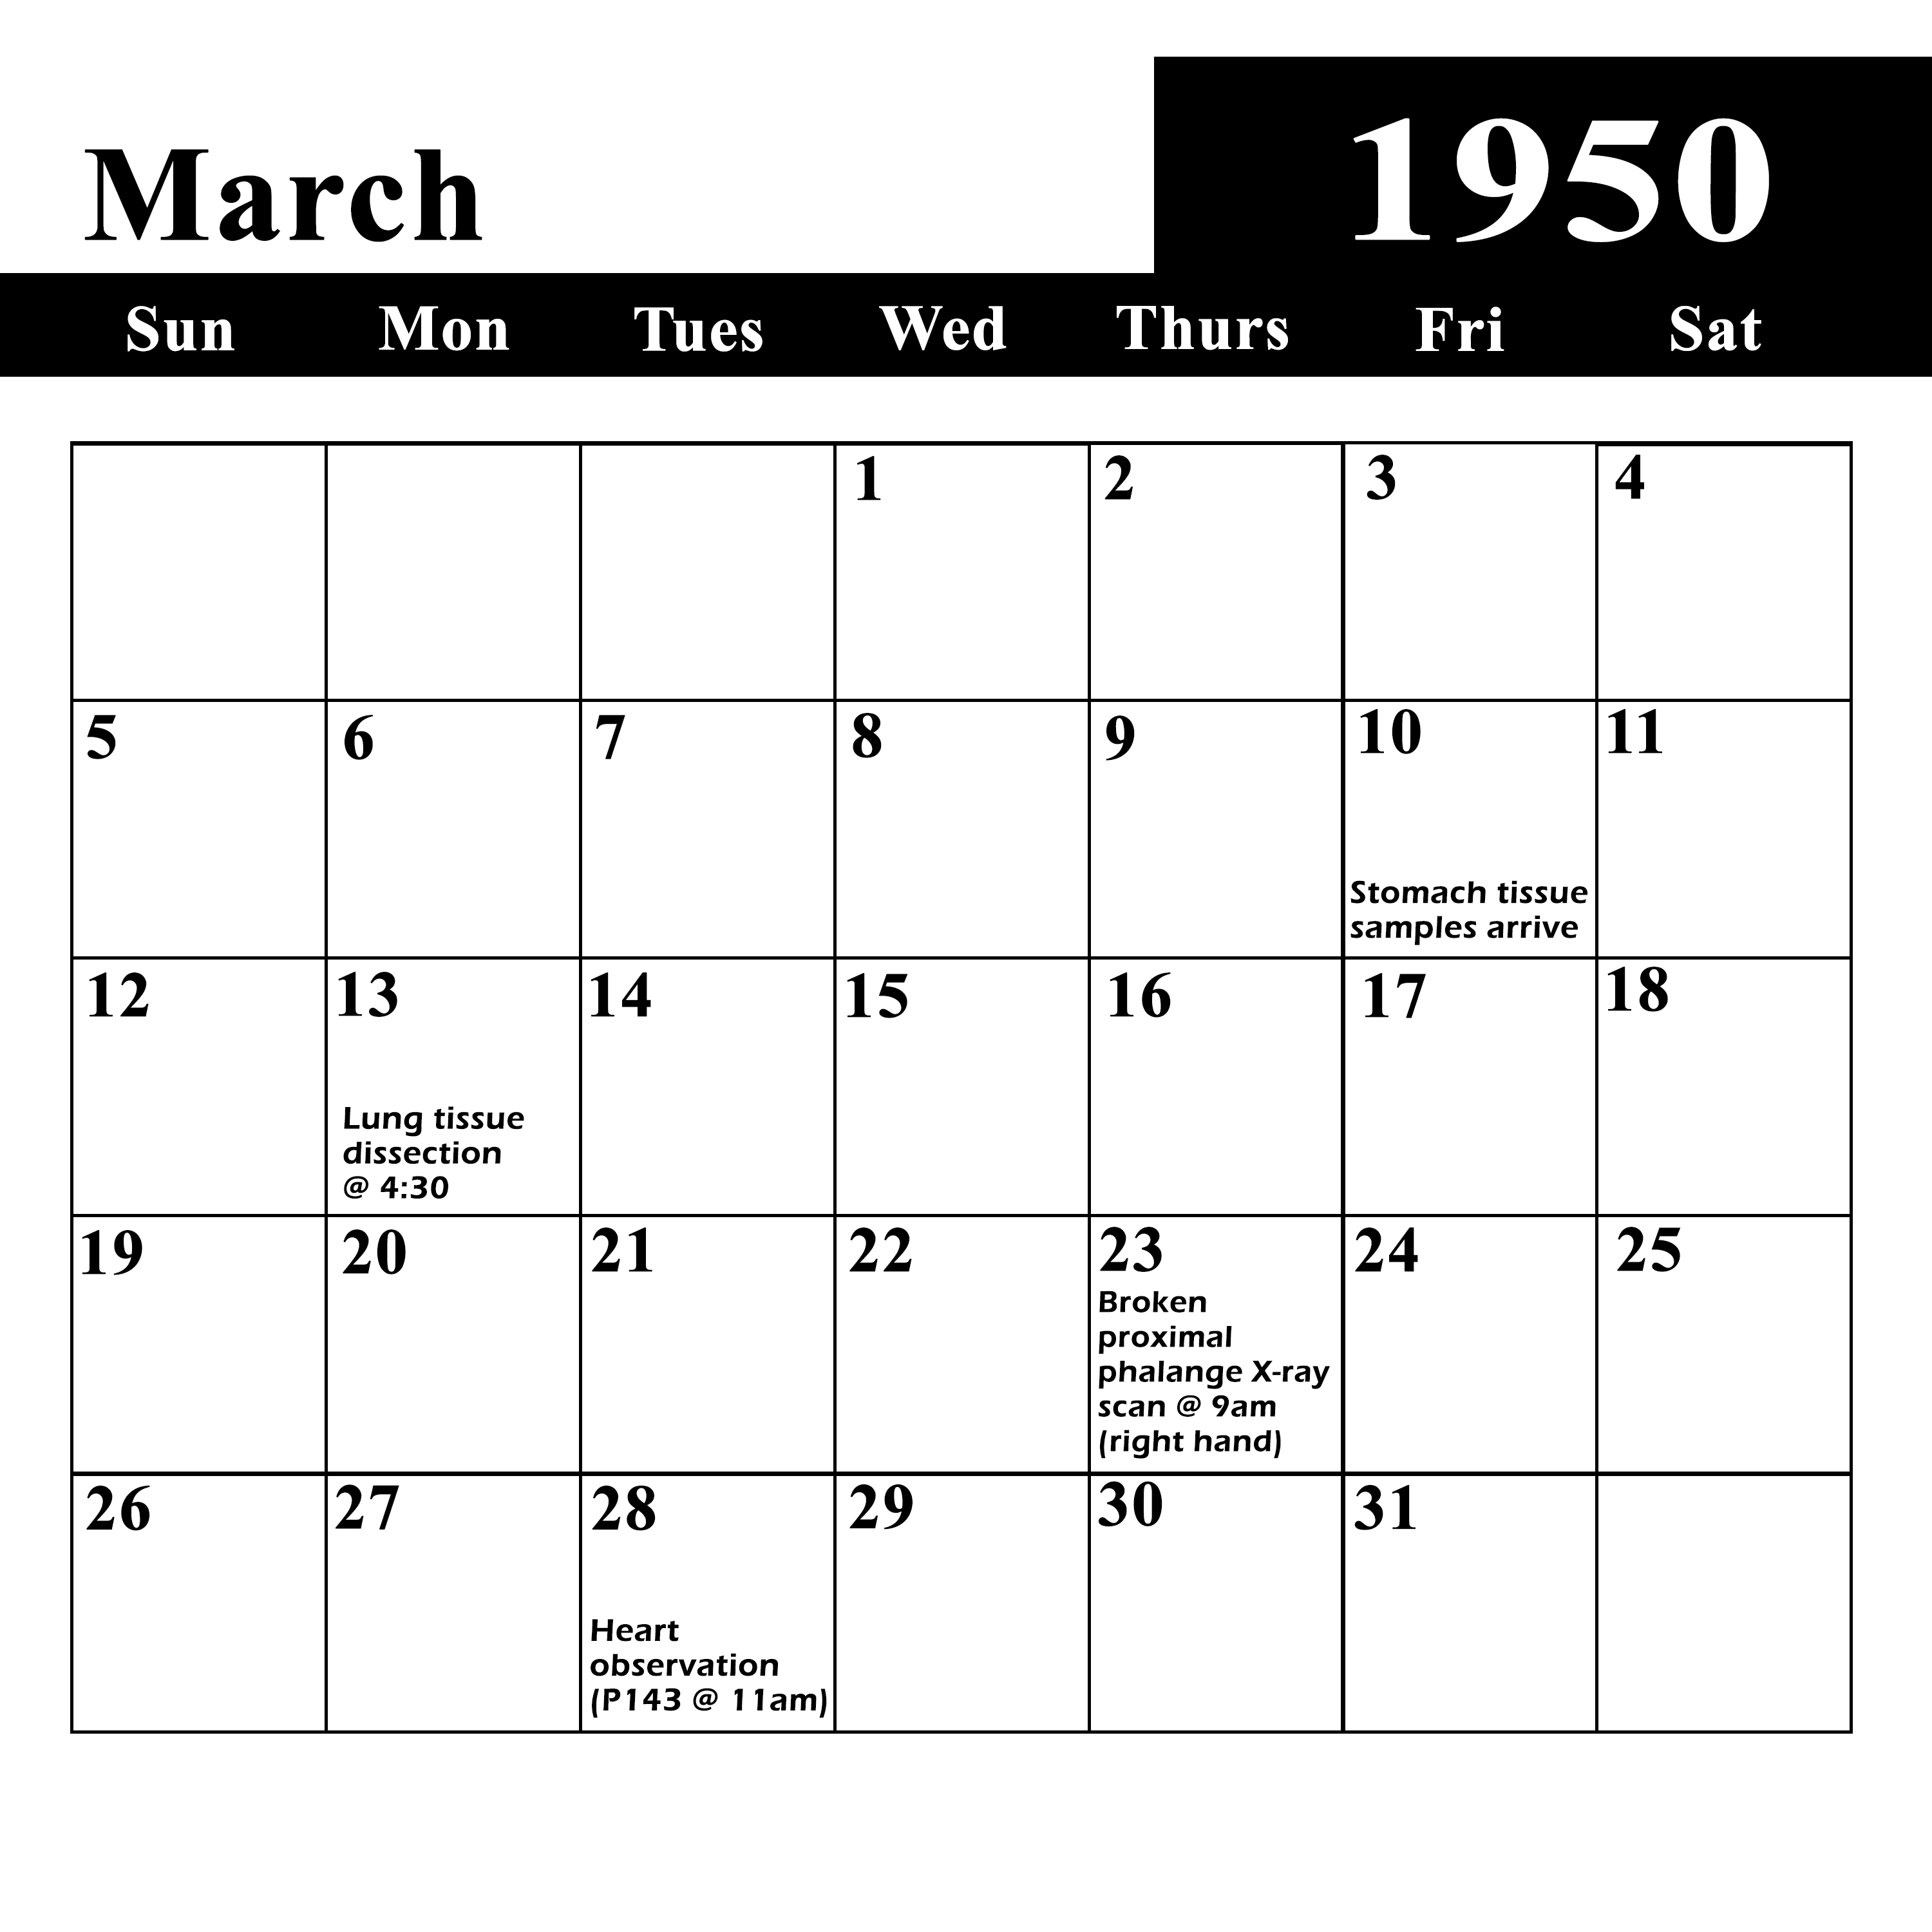 March
1950
Sun Mon Tues Wed Thurs Fri Sat
1 2 3 4
5 6 7 8 9 10 11
Stomach tissue
samples arrive
12 13 14 15 16 17 18
Lung tissue
dissection
@ 4:30
19 20 21 22 23 24 25
Broken
proximal
phalange X-ray
scan @ 9am
(right hand)
26 27 28 29 30 31
Heart
observation
(P143 @ 11am)